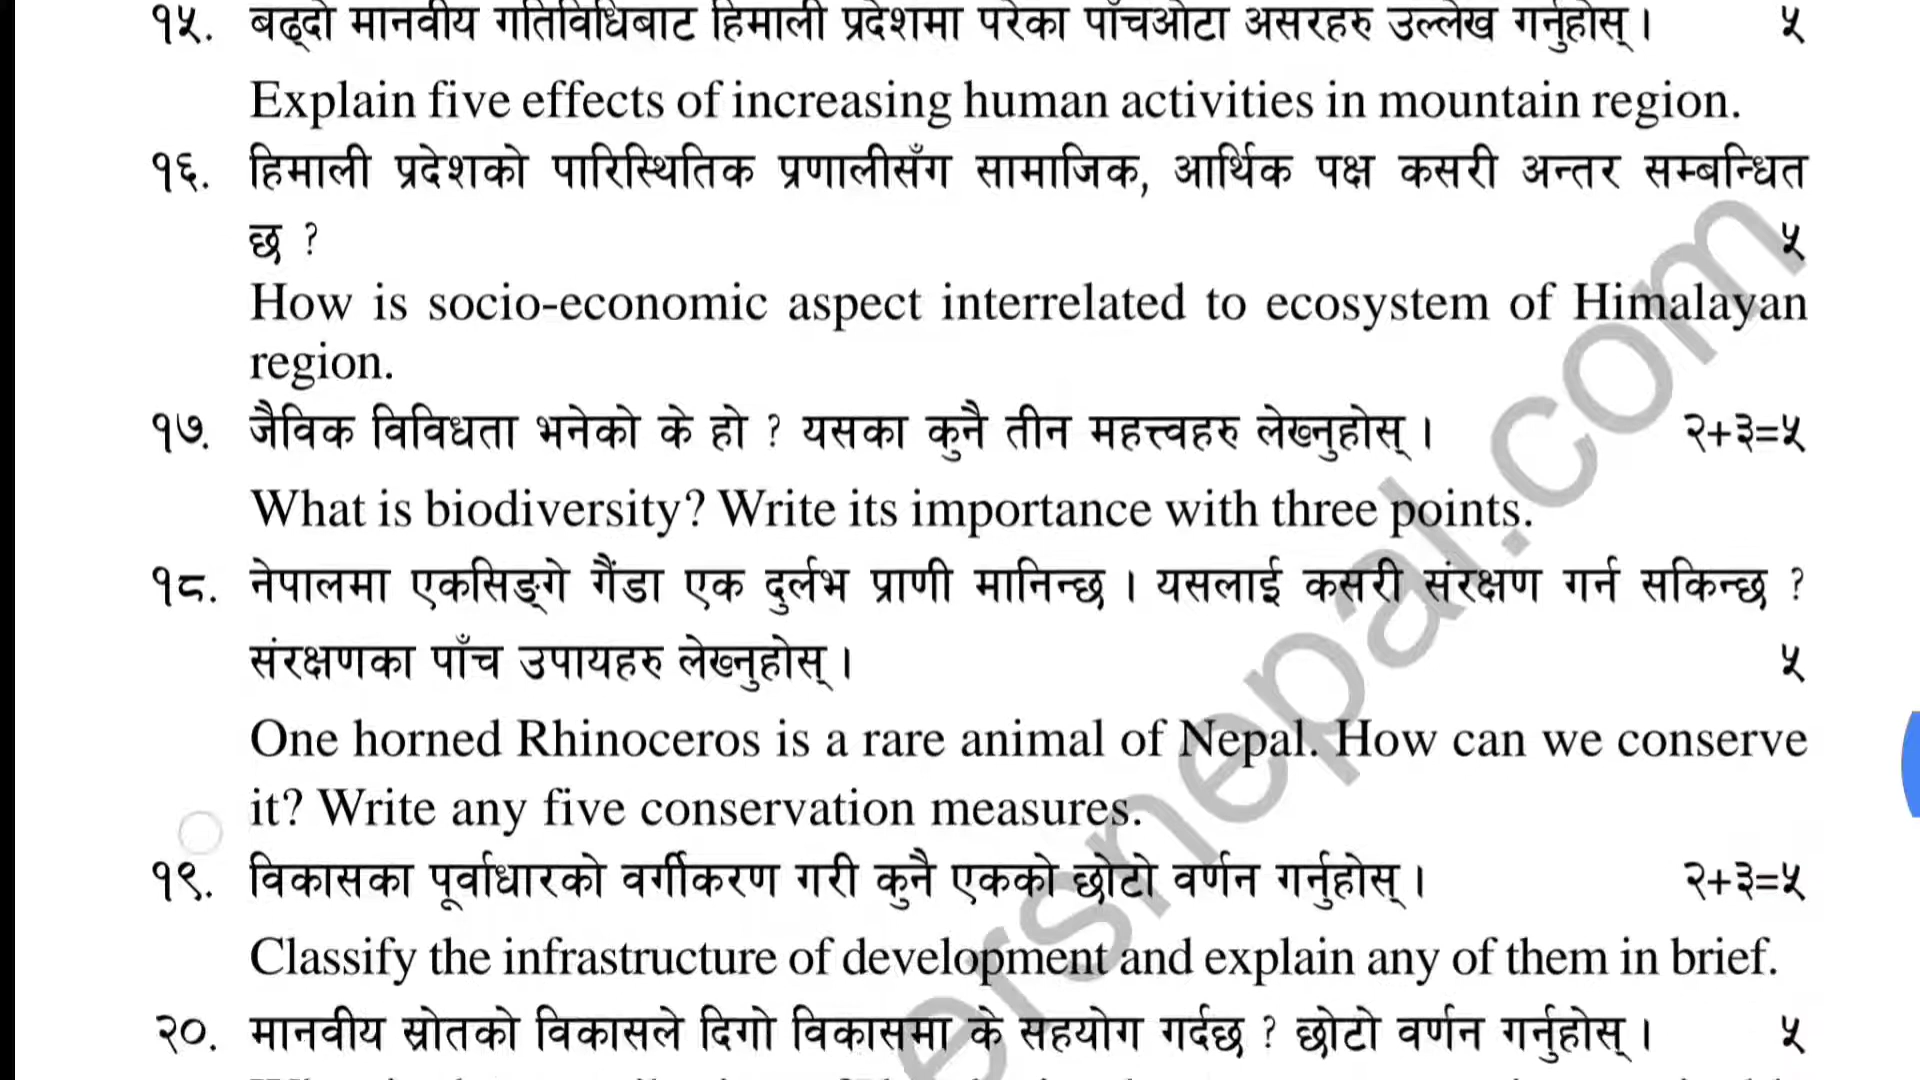 १५. बढ्दो मानवीय गतिविधिबाट हिमाली प्रदेशमा परेका पाँचओटा असरहरु उल्लेख गर्नुहोस् । ५
Explain five effects of increasing human activities in mountain region.
१६. हिमाली प्रदेशको पारिस्थितिक प्रणालीसँग सामाजिक, आर्थिक पक्ष कसरी अन्तर सम्बन्धित
छ ? ५
How is socio-economic aspect interrelated to ecosystem of Himalayan
region.
१७. जैविक विविधता भनेको के हो ? यसका कुनै तीन महत्त्वहरु लेख्नुहोस् । २+३=५
What is biodiversity? Write its importance with three points.
१८. नेपालमा एकसिङ्गे गैंडा एक दुर्लभ प्राणी मानिन्छ । यसलाई कसरी संरक्षण गर्न सकिन्छ ?
संरक्षणका पाँच उपायहरु लेख्नुहोस् । ५
One horned Rhinoceros is a rare animal of Nepal. How can we conserve
it? Write any five conservation measures.
१९. विकासका पूर्वाधारको वर्गीकरण गरी कुनै एकको छोटो वर्णन गर्नुहोस् । २+३=५
Classify the infrastructure of development and explain any of them in brief.
२०. मानवीय स्रोतको विकासले दिगो विकासमा के सहयोग गर्दछ ? छोटो वर्णन गर्नुहोस् । ५
ersnepal.com